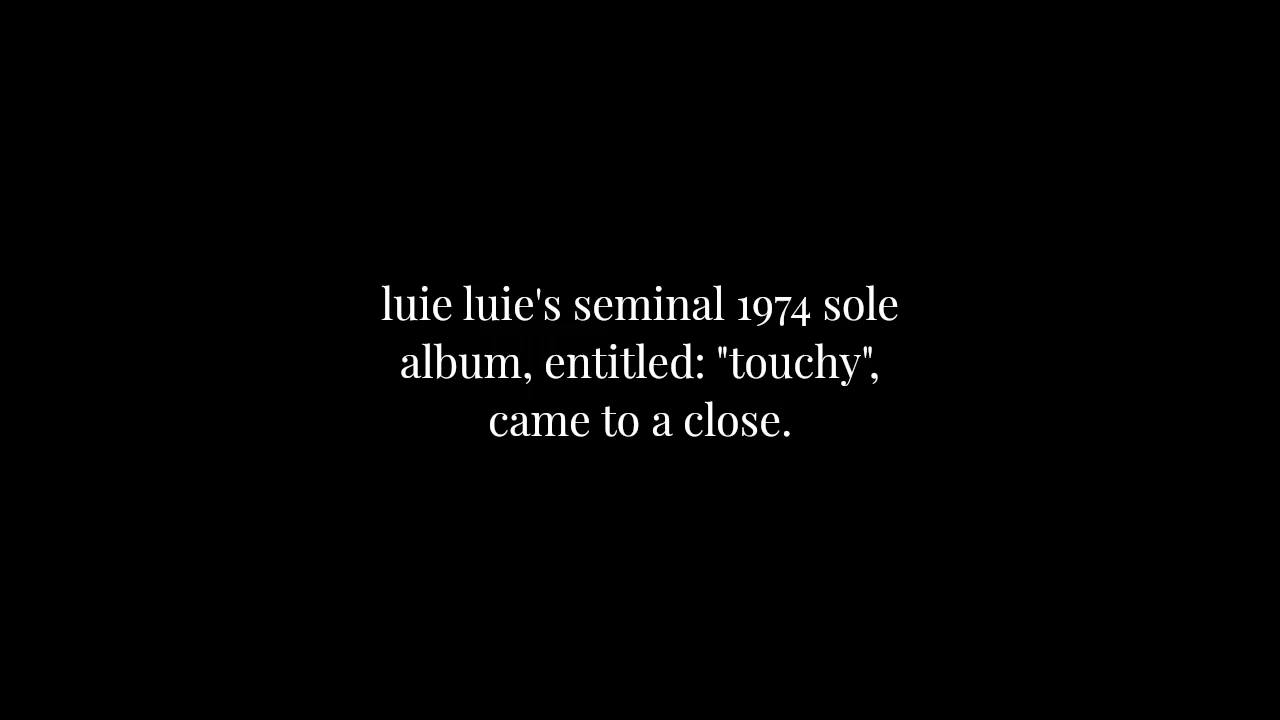 luie luie's seminal 1974 sole
album, entitled: "touchy",
came to a close.